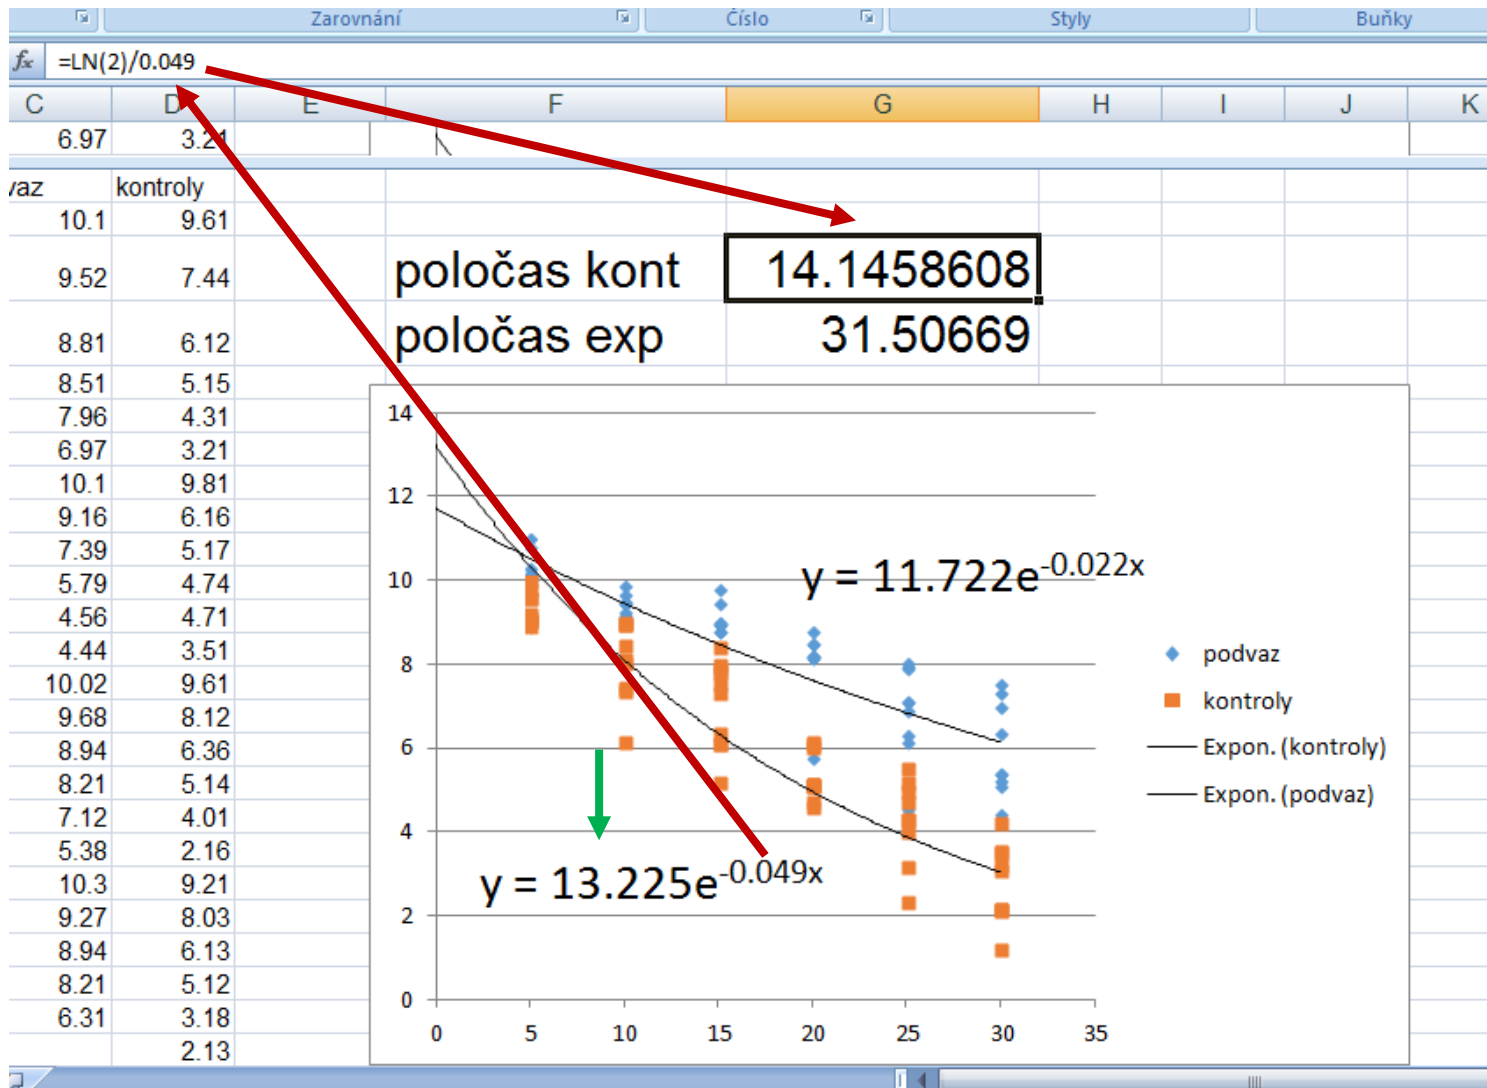 Zarovnání Číslo Styly Buňky
fx =LN(2)/0.049
C D E F G H I J K
6.97 3.21
vaz kontroly
10.1 9.61
9.52 7.44 poločas kont 14.1458608
8.81 6.12 poločas exp 31.50669
8.51 5.15
7.96 4.31
6.97 3.21
10.1 9.81
9.16 6.16
7.39 5.17
5.79 4.74
4.56 4.71
4.44 3.51
10.02 9.61
9.68 8.12
8.94 6.36
8.21 5.14
7.12 4.01
5.38 2.16
10.3 9.21
9.27 8.03
8.94 6.13
8.21 5.12
6.31 3.18
2.13
14
12
10
8
6
4
2
0
0 5 10 15 20 25 30 35
y = 11.722e^-0.022x
y = 13.225e^-0.049x
podvaz
kontroly
Expon. (kontroly)
Expon. (podvaz)